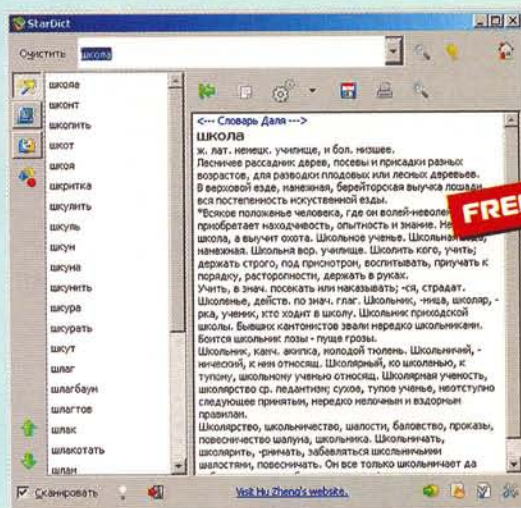 StarDict
Очистить школа
школа
шконт
школить
шкот
шкоя
шкритка
шкулить
шкуль
шкун
шкуна
шкунить
шкура
шкурать
шкут
шлаг
шлагбаум
шлагтов
шлак
шлакотать
шлам
<--- Словарь Даля --->
школа
ж. лат. немецк. училище, и бол. низшее.
Лесничее рассадник дерев, посевы и присадки разных
возрастов, для разводки плодовых или лесных деревьев.
В верховой езде, манежная, берейторская выучка лошади,
вся постепенность искуственной езды.
*Всякое положенье человека, где он волей-неволей
приобретает находчивость, опытность и знание.
школа, а выучит охота. Школьное ученье. Школьная
манежная. Школьня вор. училище. Школить кого, учить;
держать строго, под присмотром, воспитывать, приучать к
порядку, расторопности, держать в руках.
Учить, в знач. посекать или наказывать; -ся, страдат.
Школенье, действ. по знач. глаг. Школьник, -ница, школяр, -
рка, ученик, кто ходит в школу. Школьник приходской
школы. Бывших кантонистов звали нередко школьниками.
Боится школьник лозы - пуще грозы.
Школьник, камч. акипка, молодой тюлень. Школьничий, -
нический, к ним относящ. Школярный, ко школенью, к
тупому, школьному ученью относящ. Школярная ученость,
школярство ср. педантизм; сухое, тупое ученье, неотступно
следующее принятым, нередко мелочным и вздорным
правилам.
Школярство, школьничество, шалости, баловство, проказы,
повесничество шалуна, школьника. Школьничать,
школярить, -рничать, забавляться школьничьими
шалостями, повесничать. Он все только школьничает да
FREE
Сканировать Visit Hu Zheng's website.